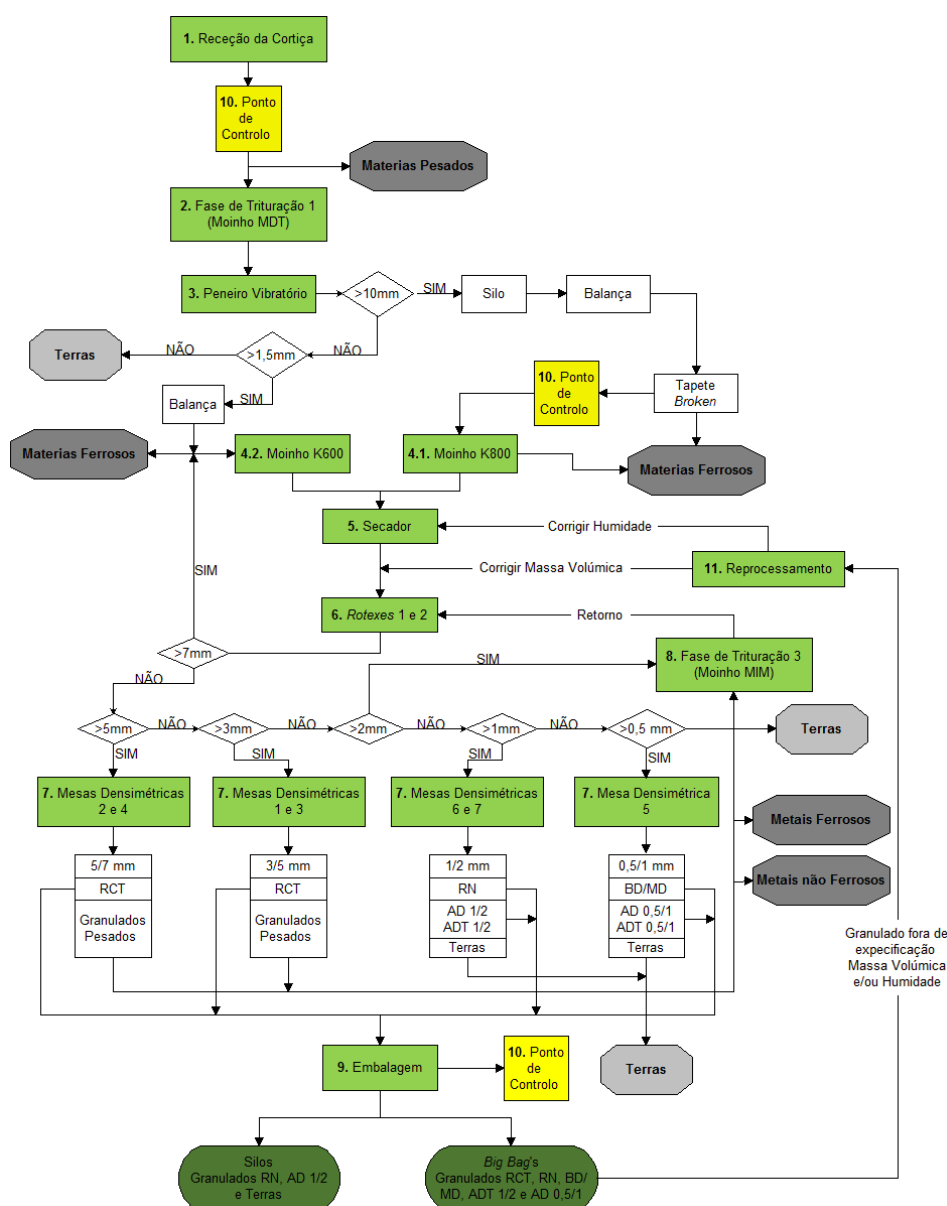 1. Receção da Cortiça
10. Ponto
de
Controlo
Materias Pesados
2. Fase de Trituração 1
(Moinho MDT)
3. Peneiro Vibratório
>10mm
SIM
Silo
Balança
Terras
NÃO
>1,5mm
NÃO
SIM
Balança
10. Ponto
de
Controlo
Tapete
Broken
Materias Ferrosos
4.2. Moinho K600
4.1. Moinho K800
Materias Ferrosos
5. Secador
Corrigir Humidade
SIM
Corrigir Massa Volúmica
11. Reprocessamento
6. Rotexes 1 e 2
Retorno
>7mm
SIM
8. Fase de Trituração 3
(Moinho MIM)
NÃO
>5mm
NÃO
>3mm
NÃO
>2mm
NÃO
>1mm
NÃO
>0,5 mm
Terras
SIM
SIM
SIM
SIM
7. Mesas Densimétricas
2 e 4
7. Mesas Densimétricas
1 e 3
7. Mesas Densimétricas
6 e 7
7. Mesa Densimétrica
5
Metais Ferrosos
Metais não Ferrosos
5/7 mm
RCT
Granulados
Pesados
3/5 mm
RCT
Granulados
Pesados
1/2 mm
RN
AD 1/2
ADT 1/2
Terras
0,5/1 mm
BD/MD
AD 0,5/1
ADT 0,5/1
Terras
Granulado fora de
expecificação
Massa Volúmica
e/ou Humidade
9. Embalagem
10. Ponto
de
Controlo
Terras
Silos
Granulados RN, AD 1/2
e Terras
Big Bag's
Granulados RCT, RN, BD/
MD, ADT 1/2 e AD 0,5/1